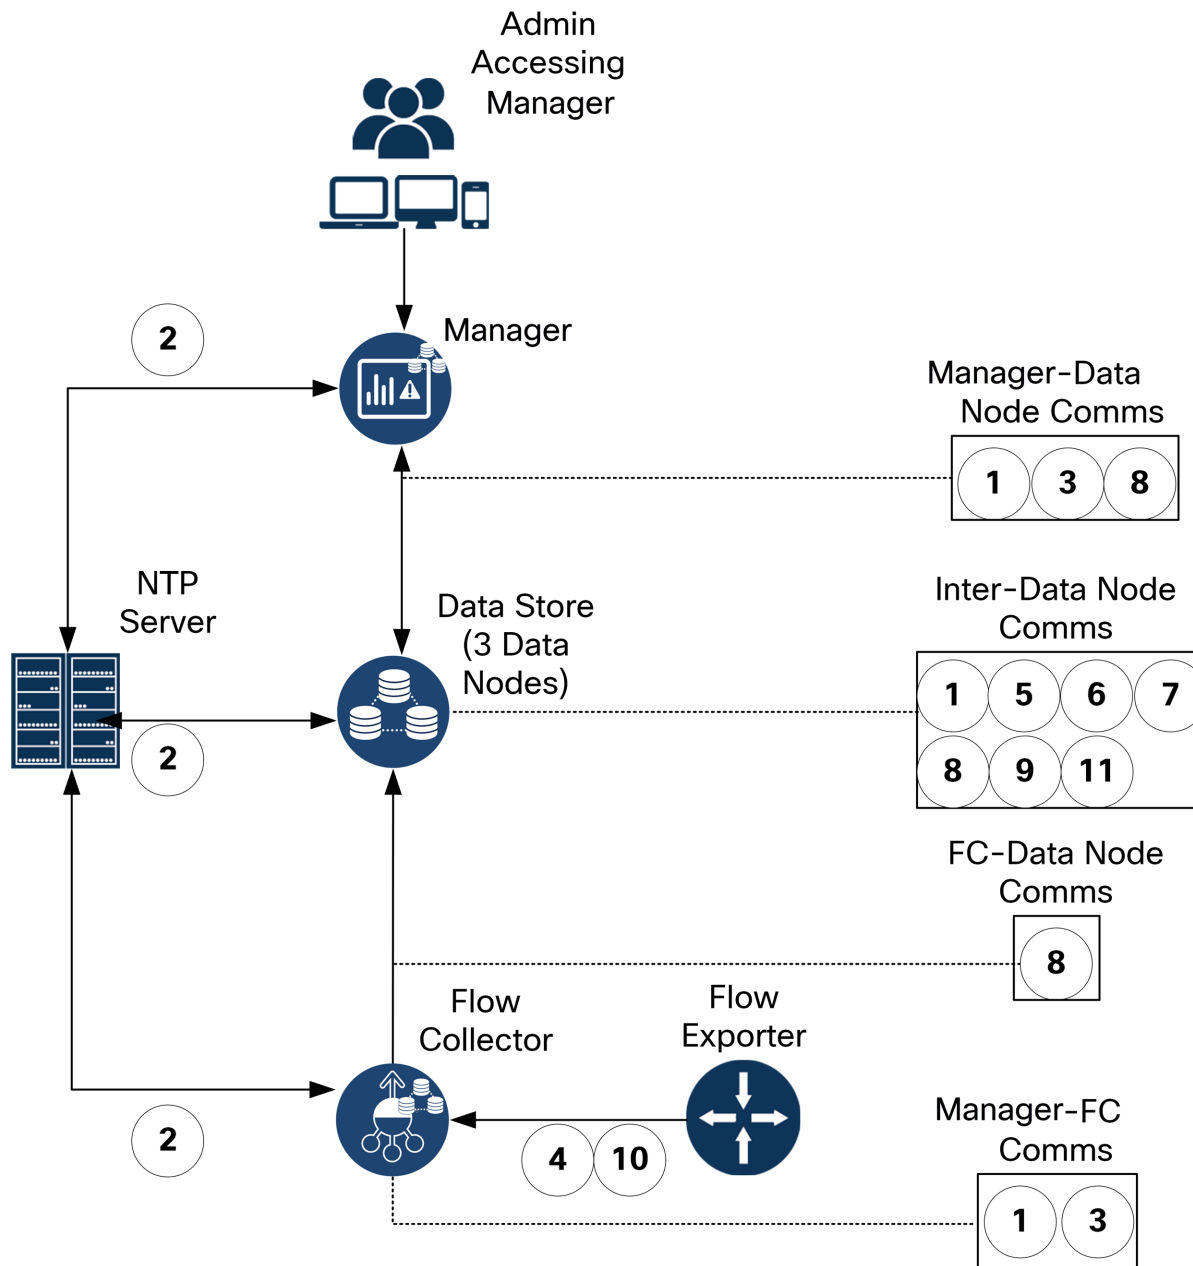 Admin
Accessing
Manager
2
Manager
Manager-Data
Node Comms
1 3 8
NTP
Server
Data Store
(3 Data
Nodes)
2
Inter-Data Node
Comms
1 5 6 7
8 9 11
FC-Data Node
Comms
8
Flow
Collector
Flow
Exporter
2
4 10
Manager-FC
Comms
1 3